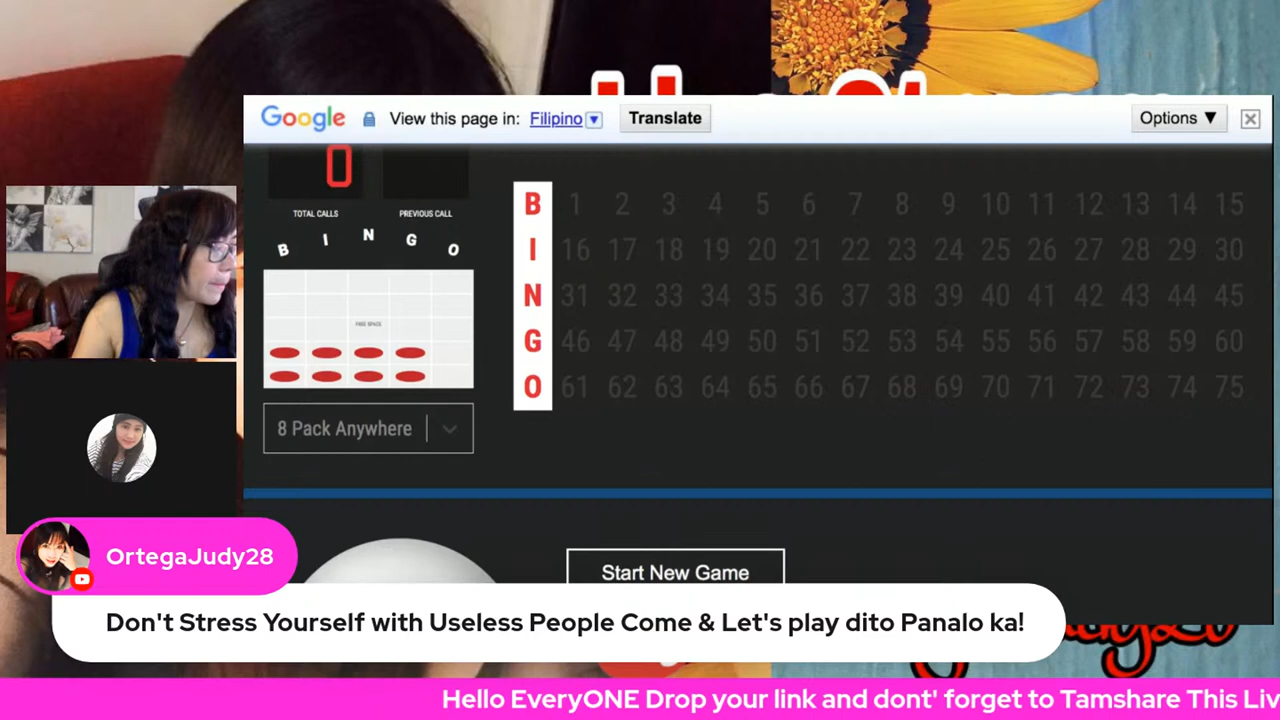 Google View this page in: Filipino Translate Options
0
TOTAL CALLS PREVIOUS CALL
B I N G O
FREE SPACE
8 Pack Anywhere
B 1 2 3 4 5 6 7 8 9 10 11 12 13 14 15
I 16 17 18 19 20 21 22 23 24 25 26 27 28 29 30
N 31 32 33 34 35 36 37 38 39 40 41 42 43 44 45
G 46 47 48 49 50 51 52 53 54 55 56 57 58 59 60
O 61 62 63 64 65 66 67 68 69 70 71 72 73 74 75
Start New Game
OrtegaJudy28
Don't Stress Yourself with Useless People Come & Let's play dito Panalo ka!
Hello EveryONE Drop your link and dont' forget to Tamshare This Liv